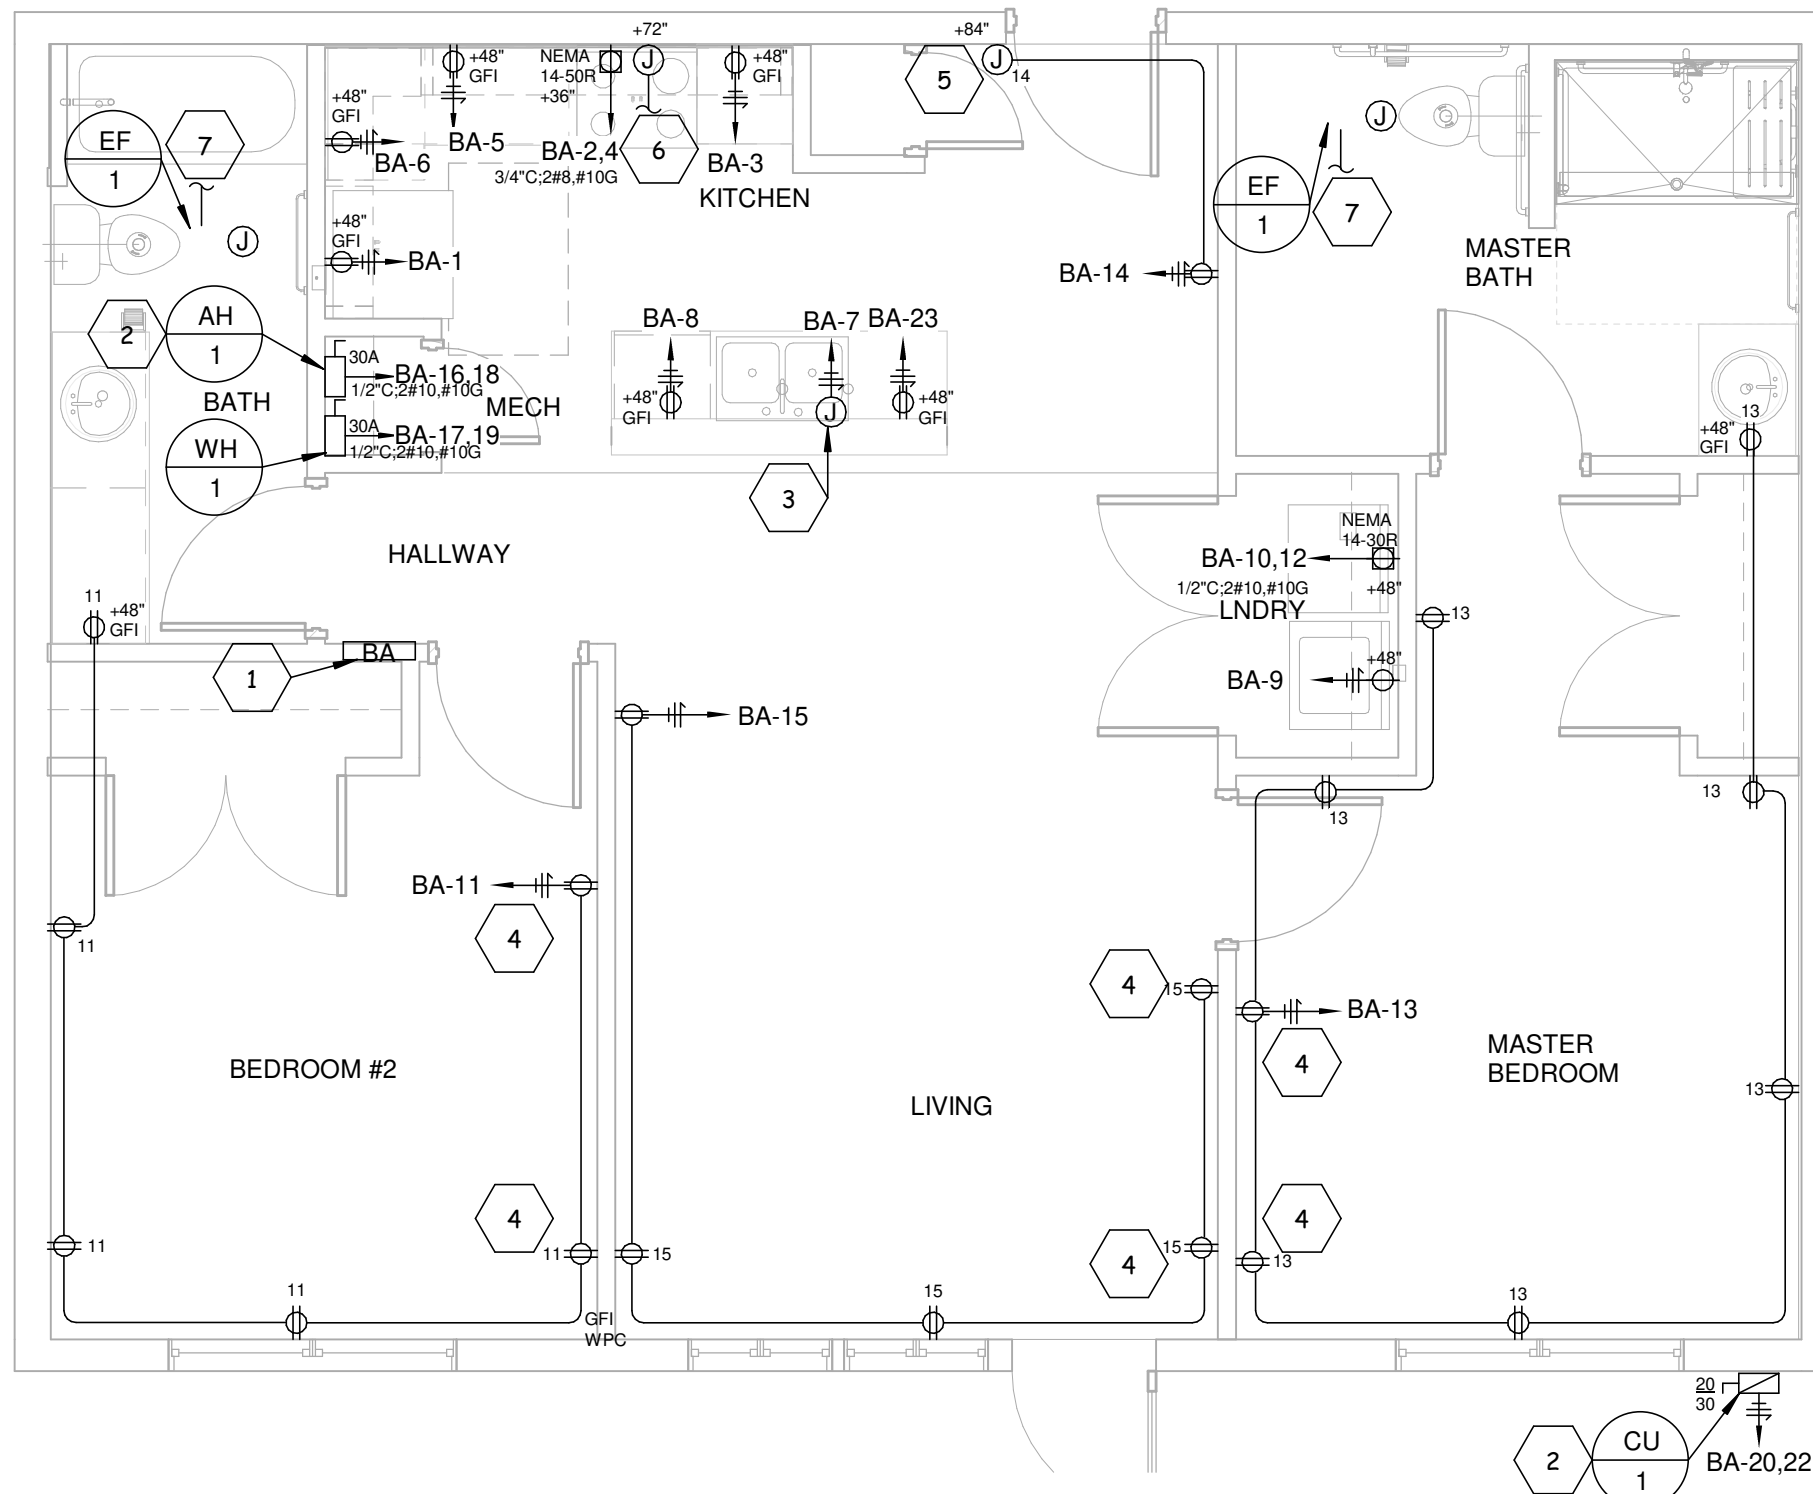 +72"
+84"
+48"
GFI
NEMA
14-50R
+36"
J
+48"
GFI
5
J
14
+48"
GFI
EF
1
7
BA-6
BA-5
BA-2,4
3/4"C;2#8,#10G
6
BA-3
KITCHEN
J
EF
1
7
J
+48"
GFI
BA-1
BA-14
MASTER
BATH
2
AH
1
30A
BA-16,18
1/2"C;2#10,#10G
BATH
MECH
30A
BA-17,19
1/2"C;2#10,#10G
WH
1
BA-8
BA-7
BA-23
+48"
GFI
J
+48"
GFI
3
13
+48"
GFI
HALLWAY
NEMA
14-30R
BA-10,12
1/2"C;2#10,#10G
+48"
LNDRY
13
11
+48"
GFI
BA
1
+48"
BA-9
BA-15
13
13
BA-11
4
11
4
15
BA-13
4
BEDROOM #2
LIVING
MASTER
BEDROOM
13
4
11
11
15
4
15
4
13
11
GFI
WPC
15
13
20
30
2
CU
1
BA-20,22